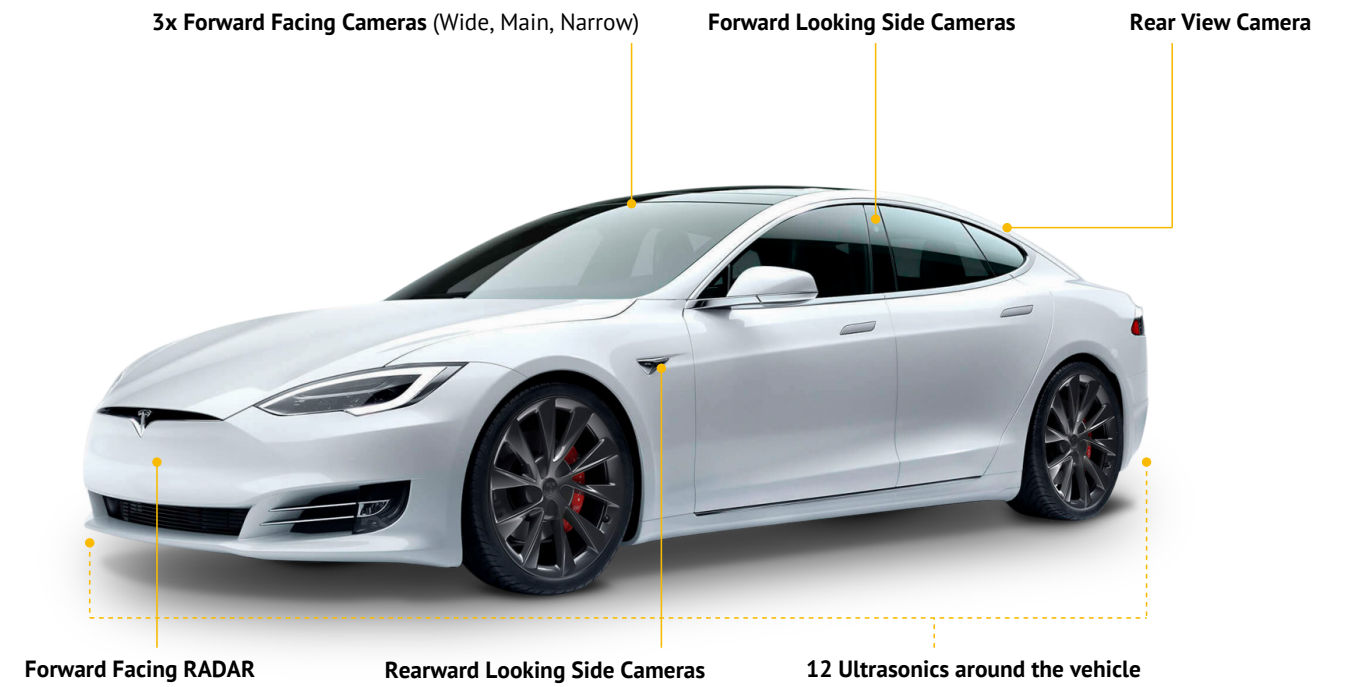 3x Forward Facing Cameras (Wide, Main, Narrow)
Forward Looking Side Cameras
Rear View Camera
Forward Facing RADAR
Rearward Looking Side Cameras
12 Ultrasonics around the vehicle